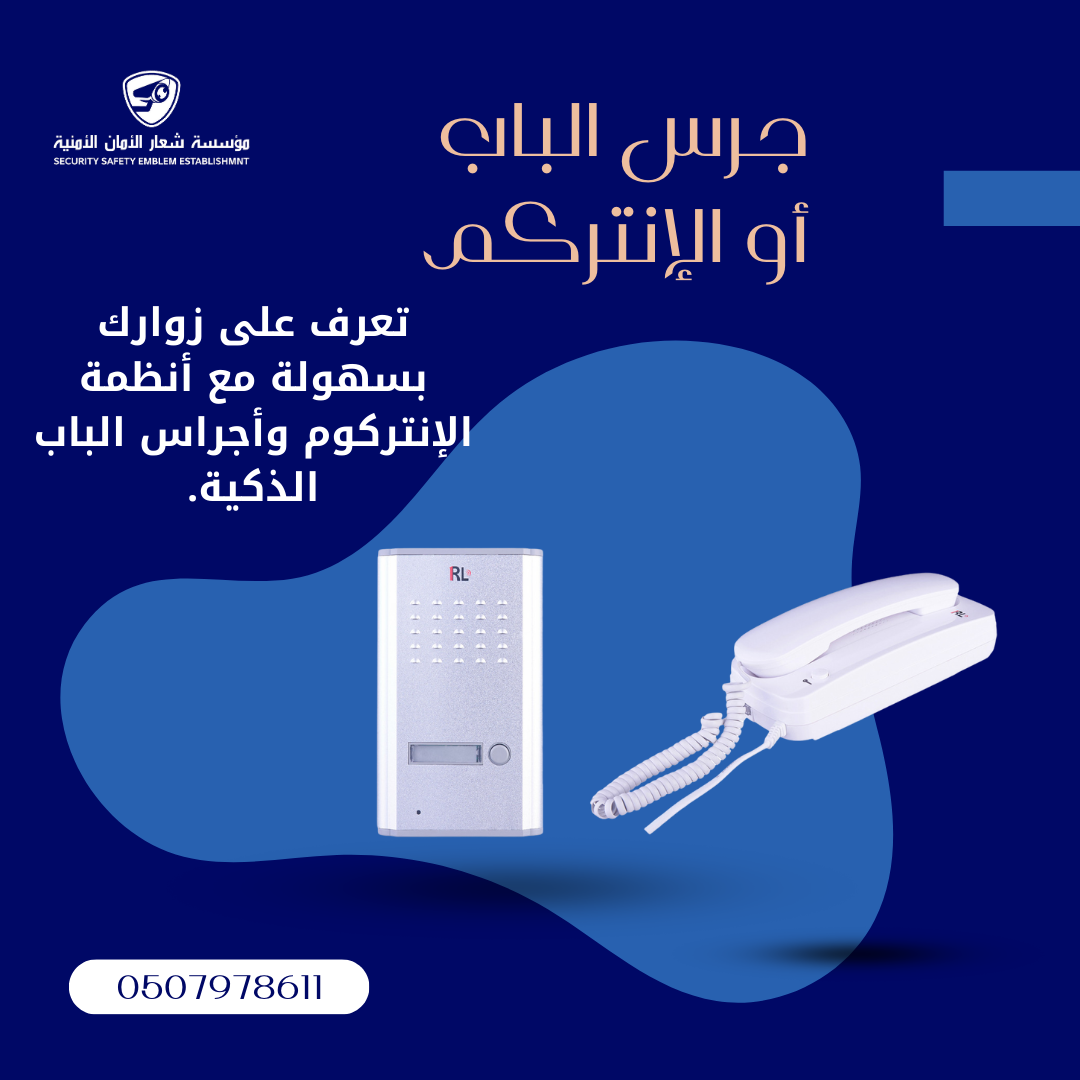 مؤسسة شعار الأمان الأمنية
SECURITY SAFETY EMBLEM ESTABLISHMNT
جرس الباب
أو الإنتركم
تعرف على زوارك
بسهولة مع أنظمة
الإنتركوم وأجراس الباب
الذكية.
RL
RL
0507978611